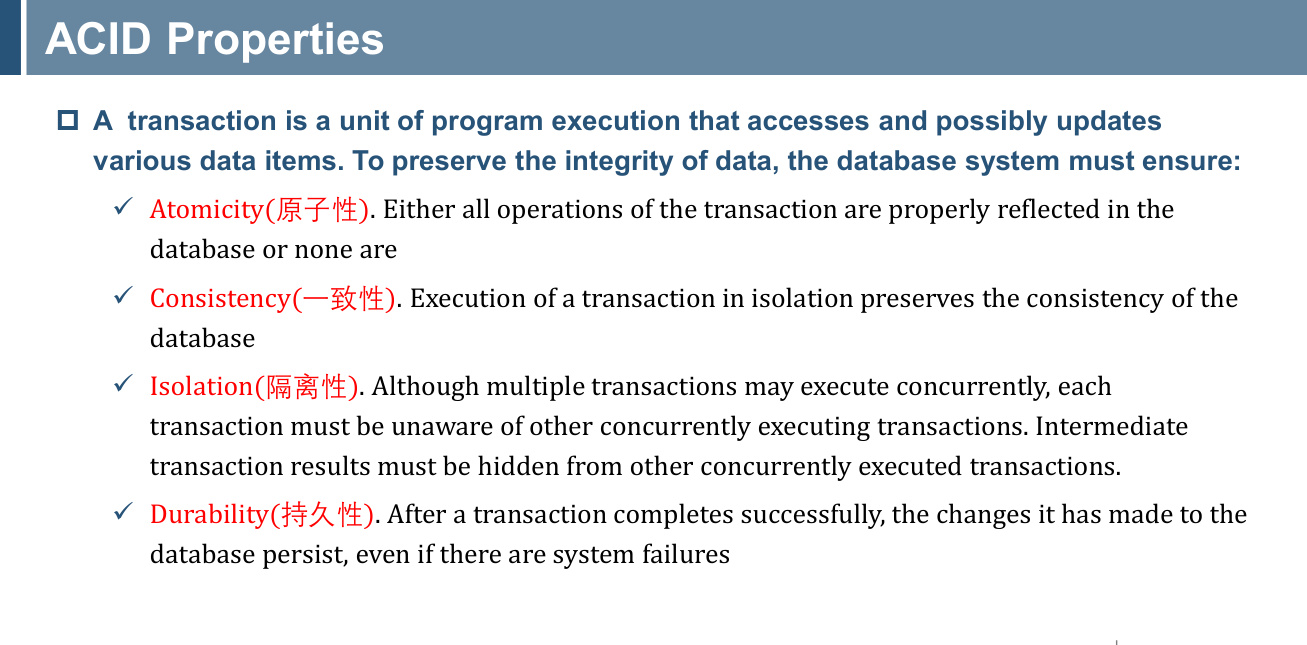 ACID Properties
A transaction is a unit of program execution that accesses and possibly updates
various data items. To preserve the integrity of data, the database system must ensure:
Atomicity(原子性). Either all operations of the transaction are properly reflected in the
database or none are
Consistency(一致性). Execution of a transaction in isolation preserves the consistency of the
database
Isolation(隔离性). Although multiple transactions may execute concurrently, each
transaction must be unaware of other concurrently executing transactions. Intermediate
transaction results must be hidden from other concurrently executed transactions.
Durability(持久性). After a transaction completes successfully, the changes it has made to the
database persist, even if there are system failures